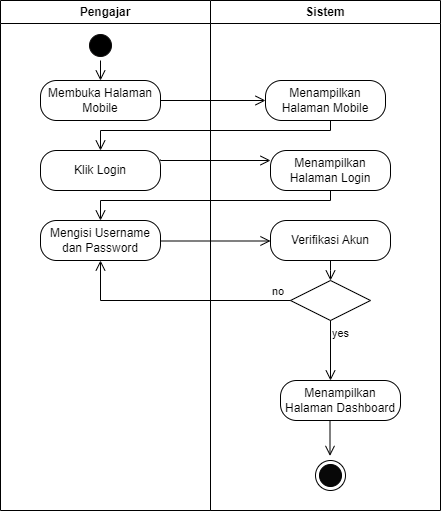 Pengajar
Sistem
Membuka Halaman
Mobile
Menampilkan
Halaman Mobile
Klik Login
Menampilkan
Halaman Login
Mengisi Username
dan Password
Verifikasi Akun
no
yes
Menampilkan
Halaman Dashboard